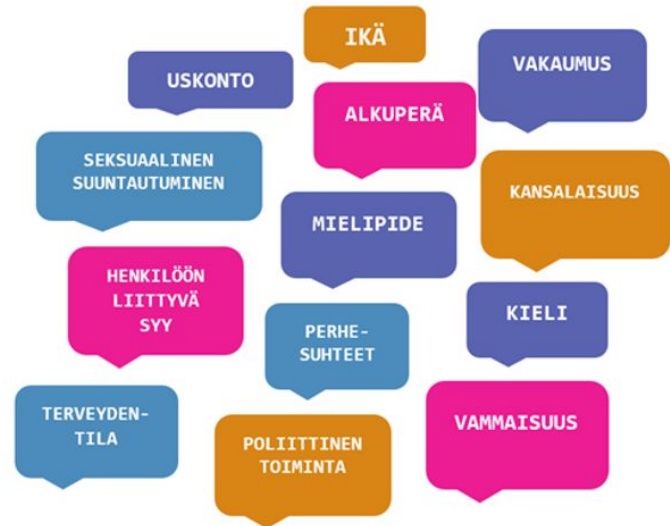 IKÄ
USKONTO
VAKAUMUS
ALKUPERÄ
SEKSUAALINEN
SUUNTAUTUMINEN
KANSALAISUUS
MIELIPIDE
HENKILÖÖN
LIITTYVÄ
SYY
KIELI
PERHE-
SUHTEET
TERVEYDEN-
TILA
VAMMAISUUS
POLIITTINEN
TOIMINTA